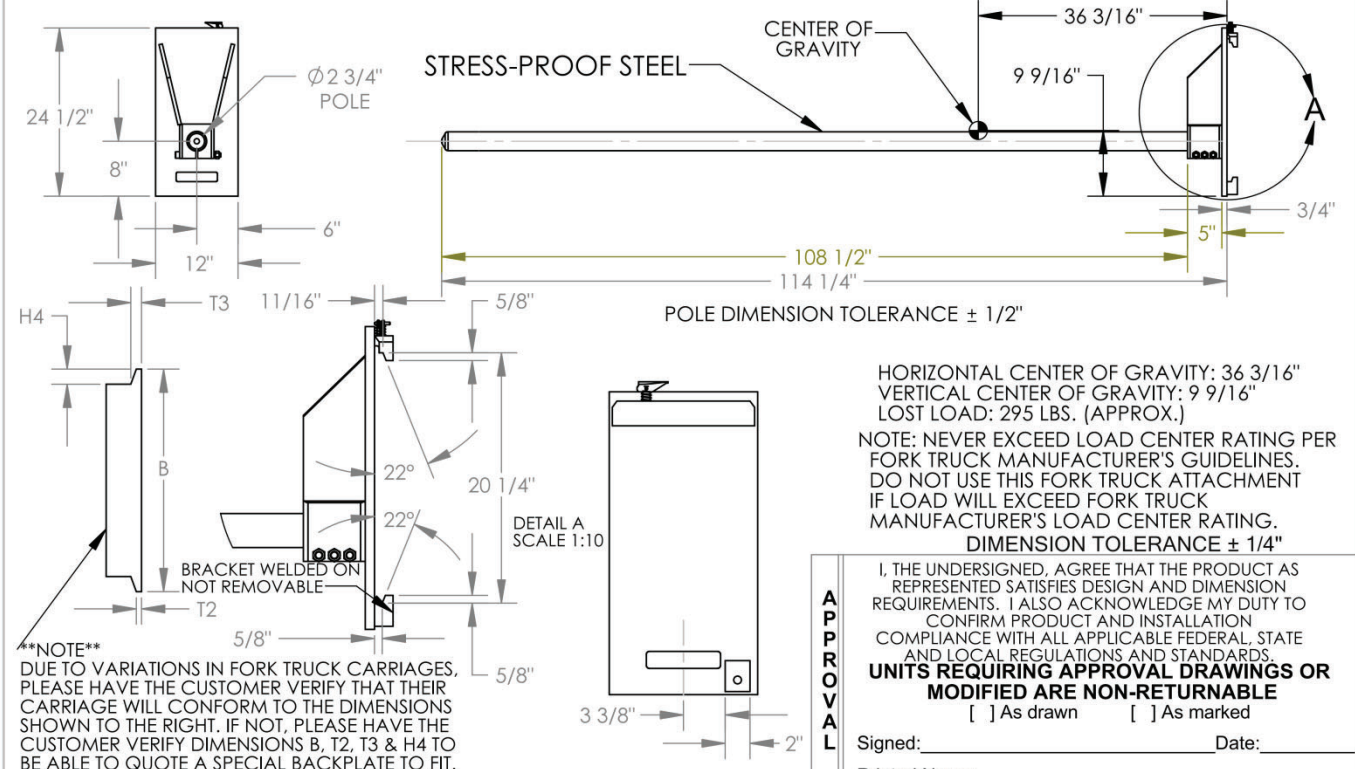 36 3/16"
CENTER OF
GRAVITY
STRESS-PROOF STEEL
9 9/16"
A
Ø2 3/4"
POLE
24 1/2"
8"
6"
12"
3/4"
5"
108 1/2"
114 1/4"
POLE DIMENSION TOLERANCE ± 1/2"
T3
H4
B
T2
11/16"
5/8"
22°
22°
20 1/4"
DETAIL A
SCALE 1:10
BRACKET WELDED ON
NOT REMOVABLE
5/8"
5/8"
3 3/8"
2"
**NOTE**
DUE TO VARIATIONS IN FORK TRUCK CARRIAGES,
PLEASE HAVE THE CUSTOMER VERIFY THAT THEIR
CARRIAGE WILL CONFORM TO THE DIMENSIONS
SHOWN TO THE RIGHT. IF NOT, PLEASE HAVE THE
CUSTOMER VERIFY DIMENSIONS B, T2, T3 & H4 TO
BE ABLE TO QUOTE A SPECIAL BACKPLATE TO FIT.
HORIZONTAL CENTER OF GRAVITY: 36 3/16"
VERTICAL CENTER OF GRAVITY: 9 9/16"
LOST LOAD: 295 LBS. (APPROX.)
NOTE: NEVER EXCEED LOAD CENTER RATING PER
FORK TRUCK MANUFACTURER'S GUIDELINES.
DO NOT USE THIS FORK TRUCK ATTACHMENT
IF LOAD WILL EXCEED FORK TRUCK
MANUFACTURER'S LOAD CENTER RATING.
DIMENSION TOLERANCE ± 1/4"
APPROVAL
I, THE UNDERSIGNED, AGREE THAT THE PRODUCT AS
REPRESENTED SATISFIES DESIGN AND DIMENSION
REQUIREMENTS. I ALSO ACKNOWLEDGE MY DUTY TO
CONFIRM PRODUCT AND INSTALLATION
COMPLIANCE WITH ALL APPLICABLE FEDERAL, STATE
AND LOCAL REGULATIONS AND STANDARDS.
UNITS REQUIRING APPROVAL DRAWINGS OR
MODIFIED ARE NON-RETURNABLE
[ ] As drawn [ ] As marked
Signed: Date: